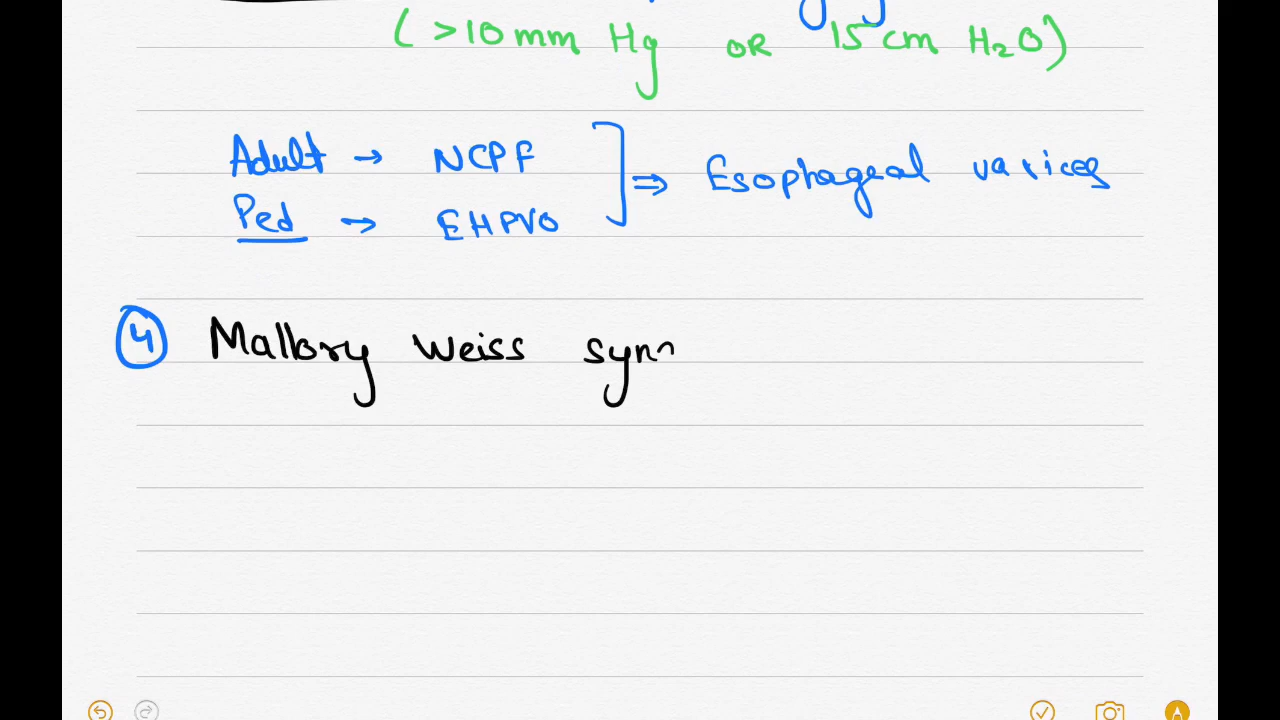 ( >10 mm Hg OR 15 cm H₂O)
Adult → NCPF ] ⇒ Esophageal varices
Ped → EHPVO
④ Mallory Weiss syn